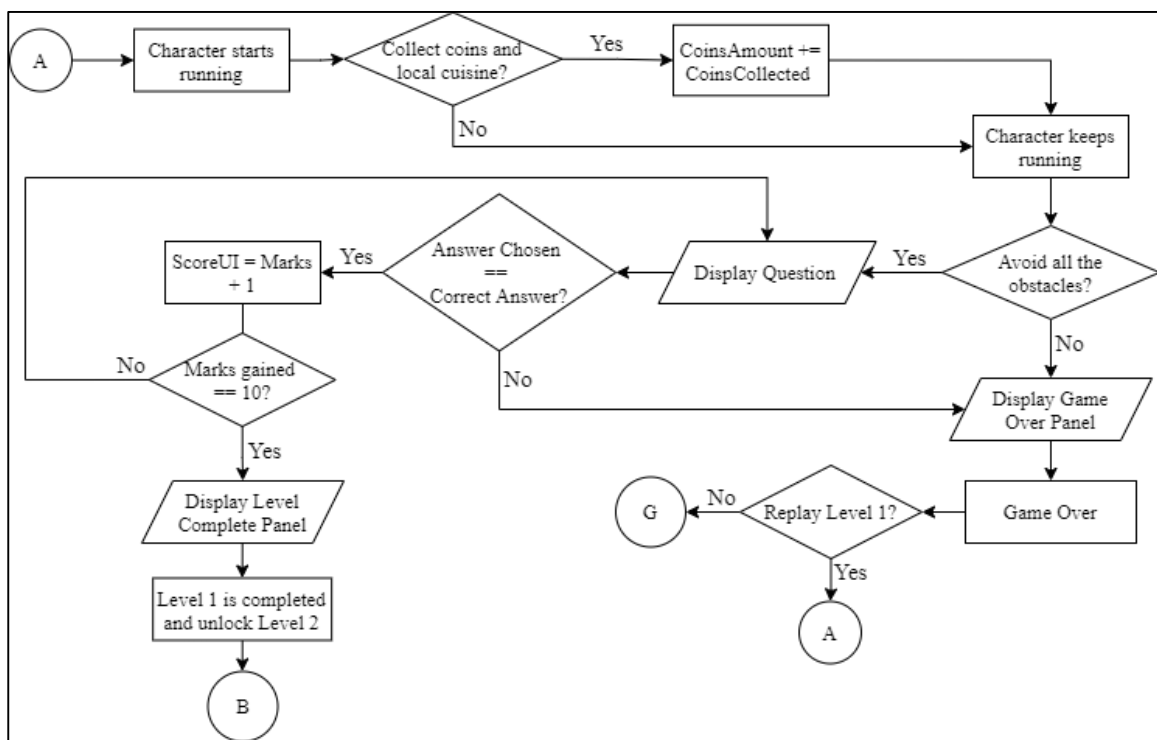 A
Character starts
running
Collect coins and
local cuisine?
Yes
CoinsAmount +=
CoinsCollected
No
Character keeps
running
Avoid all the
obstacles?
Yes
Display Question
Answer Chosen
==
Correct Answer?
Yes
ScoreUI = Marks
+ 1
No
Marks gained
== 10?
No
No
Display Game
Over Panel
Yes
Display Level
Complete Panel
Game Over
Replay Level 1?
No
G
Yes
A
Level 1 is completed
and unlock Level 2
B